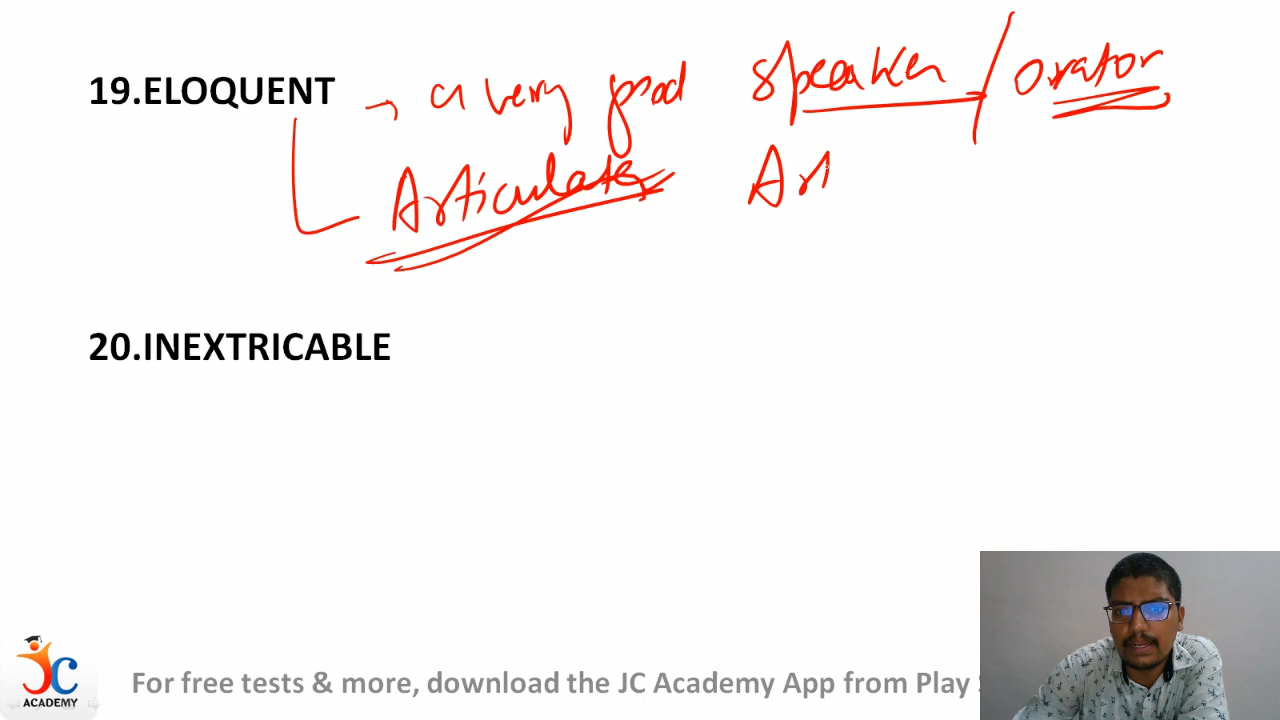 19.ELOQUENT → a very good speaker / orator
Articulate Art
20.INEXTRICABLE
JC
ACADEMY
For free tests & more, download the JC Academy App from Play